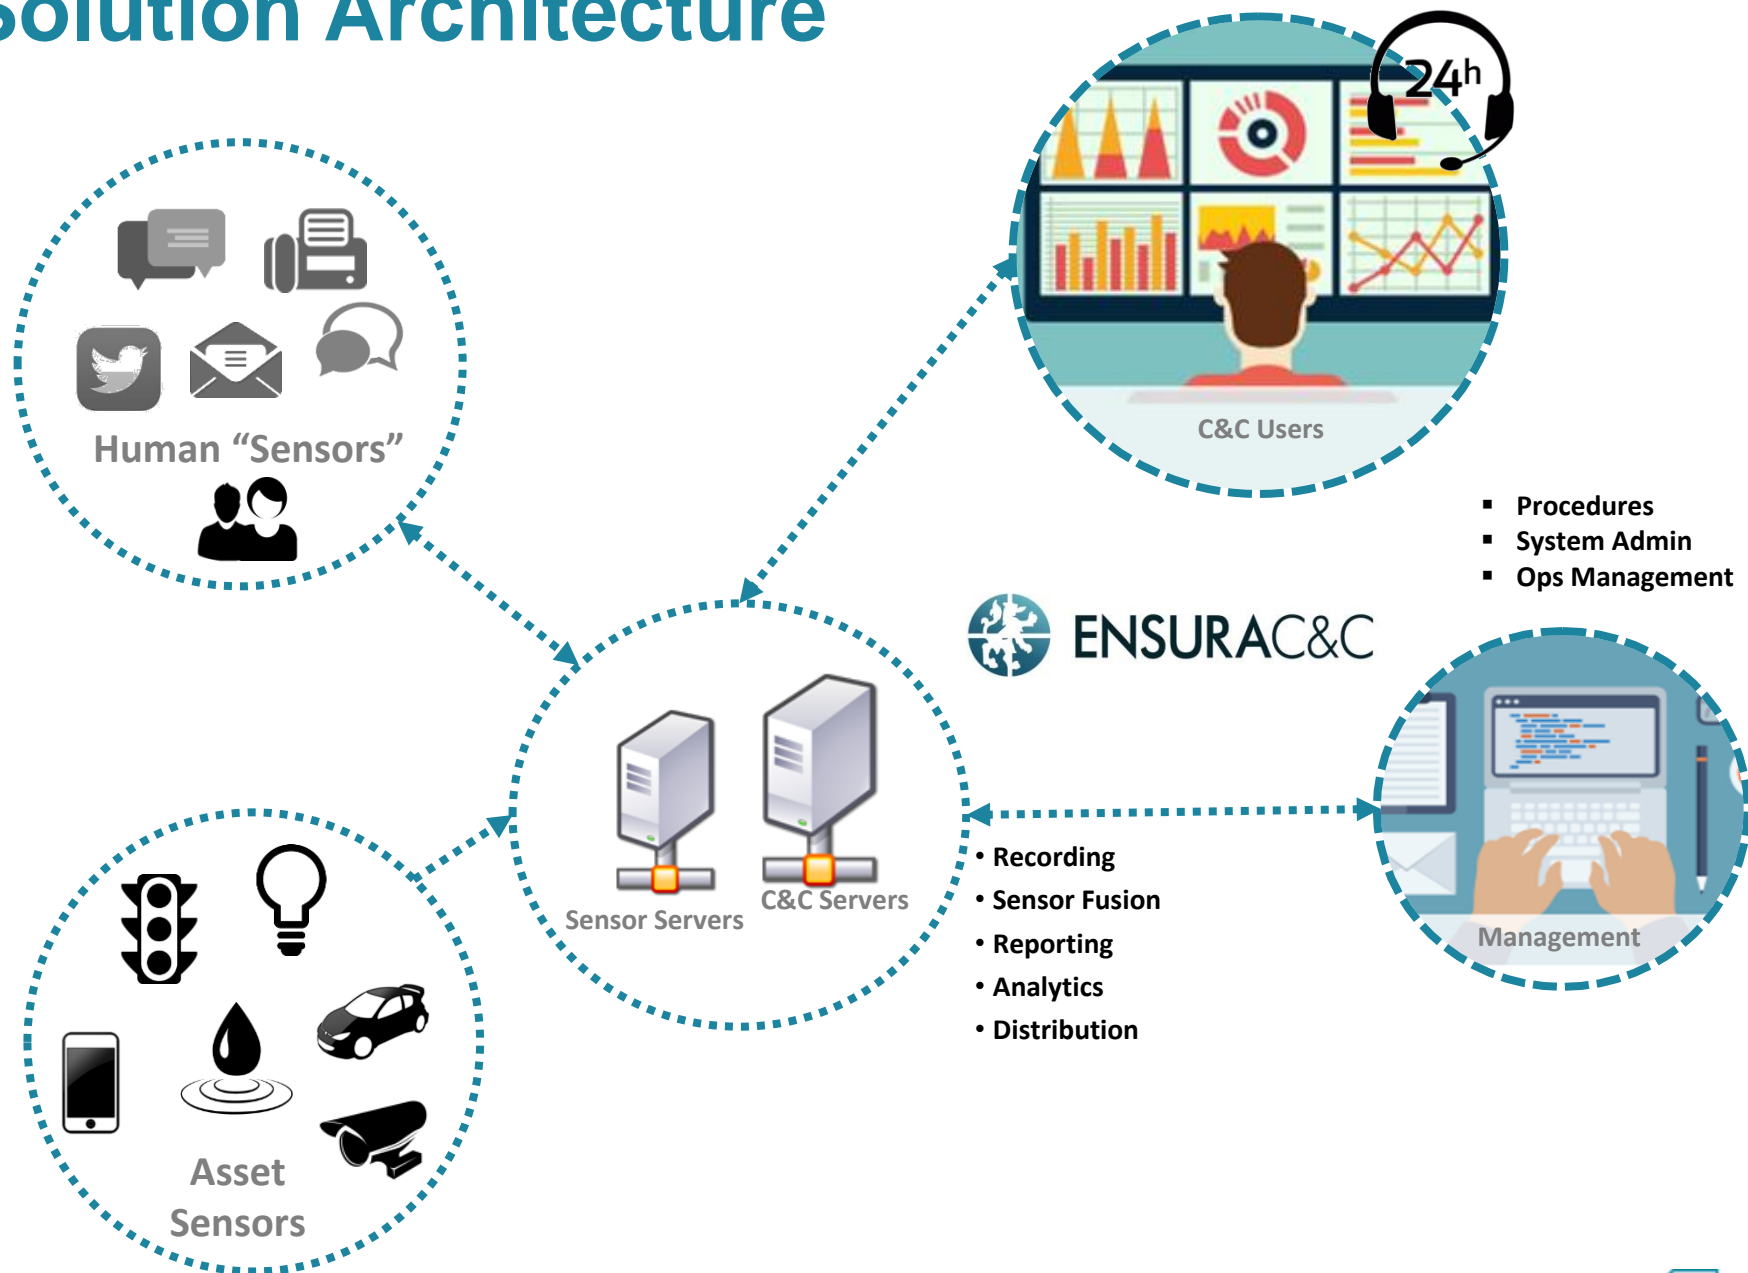 Solution Architecture
24h
Human “Sensors”
C&C Users
▪ Procedures
▪ System Admin
▪ Ops Management
ENSURAC&C
Sensor Servers
C&C Servers
• Recording
• Sensor Fusion
• Reporting
• Analytics
• Distribution
Management
Asset
Sensors